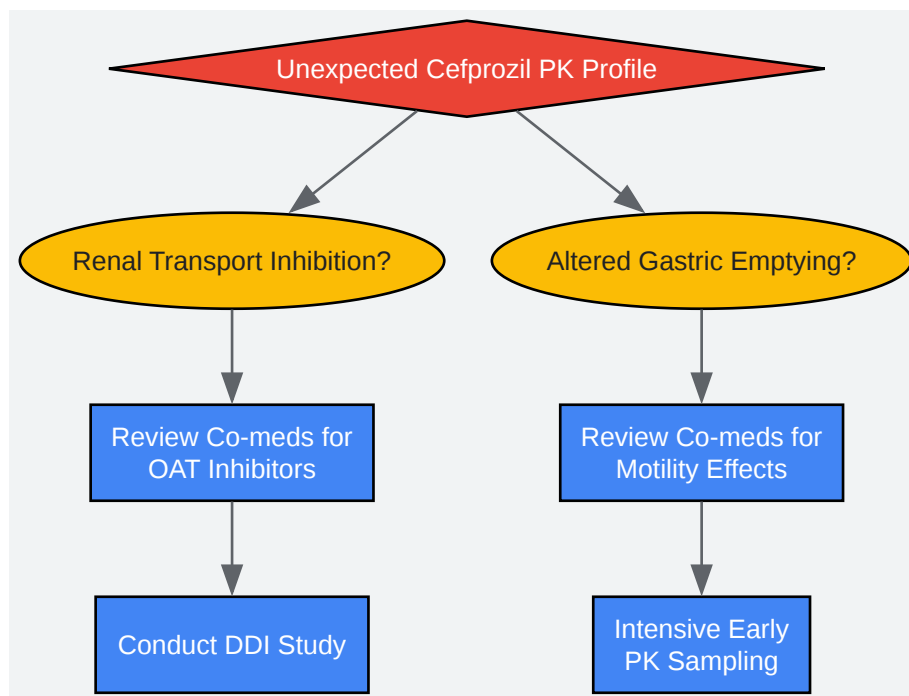 Unexpected Cefprozil PK Profile
Renal Transport Inhibition?
Altered Gastric Emptying?
Review Co-meds for
OAT Inhibitors
Review Co-meds for
Motility Effects
Conduct DDI Study
Intensive Early
PK Sampling